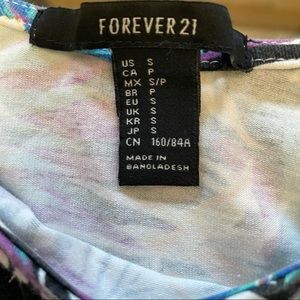 FOREVER 21
US S
CA P
MX S/P
BR P
EU S
UK S
KR S
JP S
CN 160/84A
MADE IN
BANGLADESH